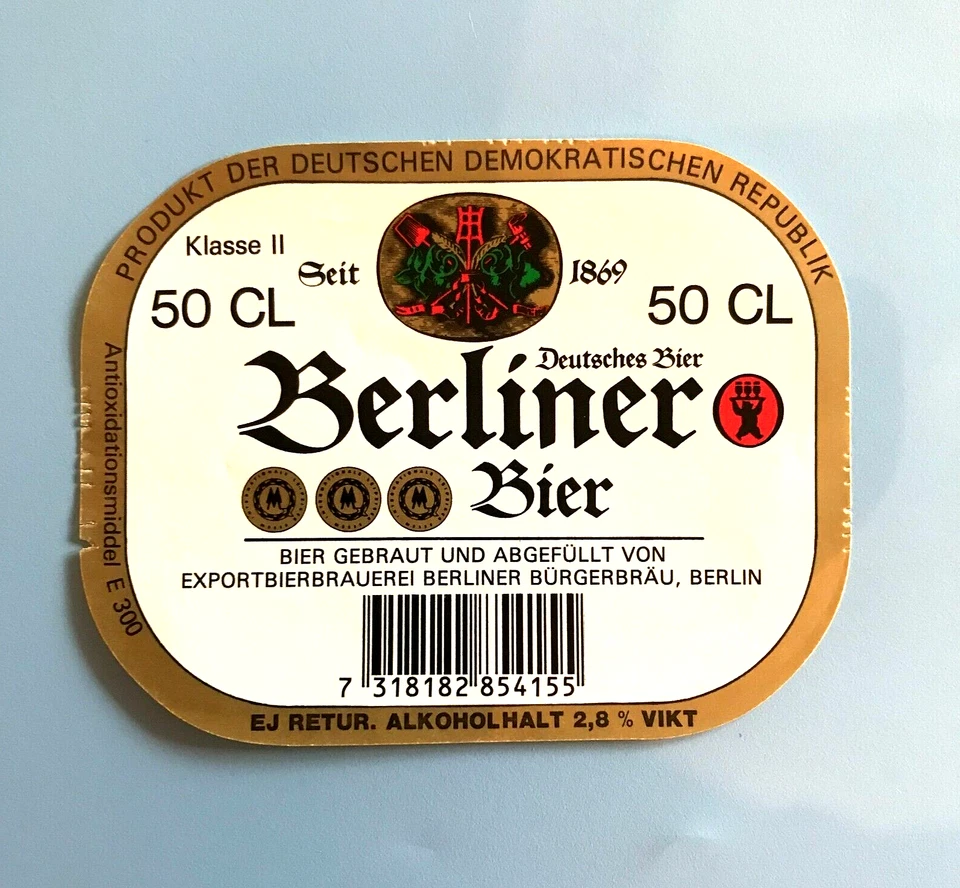 PRODUKT DER DEUTSCHEN DEMOKRATISCHEN REPUBLIK
Klasse II
Seit 1869
50 CL 50 CL
Deutsches Bier
Berliner
Bier
BIER GEBRAUT UND ABGEFÜLLT VON
EXPORTBIERBRAUEREI BERLINER BÜRGERBRÄU, BERLIN
Antioxidationsmiddel E 300
7 318182 854155
EJ RETUR. ALKOHOLHALT 2,8 % VIKT